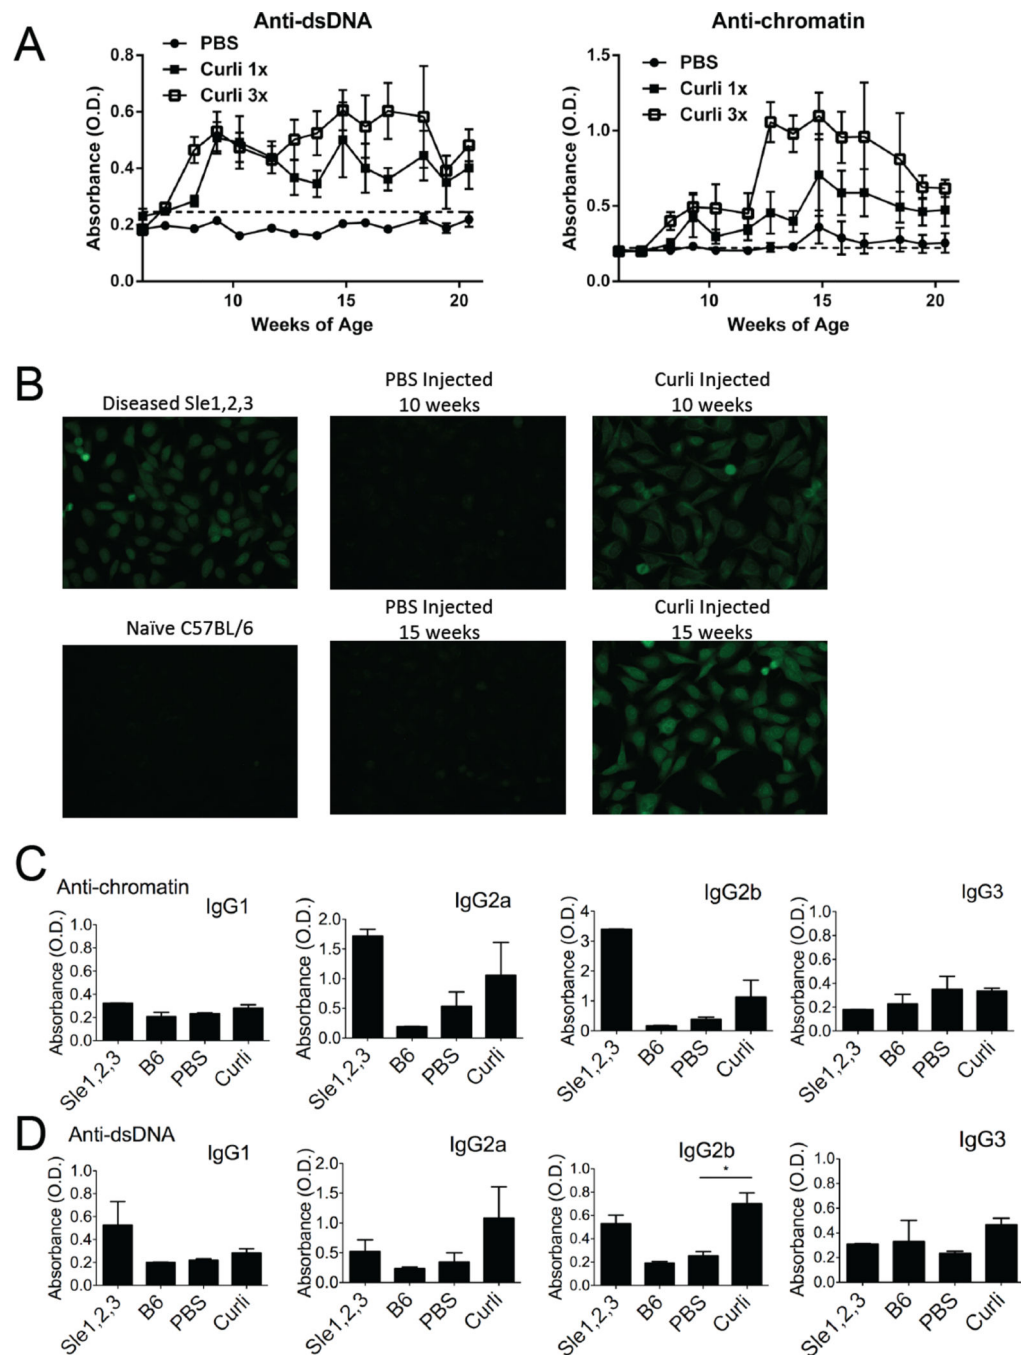 A
Anti-dsDNA
PBS
Curli 1x
Curli 3x
Absorbance (O.D.)
0.8
0.6
0.4
0.2
0.0
10 15 20
Weeks of Age
Anti-chromatin
PBS
Curli 1x
Curli 3x
Absorbance (O.D.)
1.5
1.0
0.5
0.0
10 15 20
Weeks of Age
B
Diseased Sle1,2,3
PBS Injected
10 weeks
Curli Injected
10 weeks
Naïve C57BL/6
PBS Injected
15 weeks
Curli Injected
15 weeks
C
Anti-chromatin
IgG1
Absorbance (O.D.)
1.0
0.8
0.6
0.4
0.2
0.0
Sle1,2,3 B6 PBS Curli
IgG2a
Absorbance (O.D.)
2.0
1.5
1.0
0.5
0.0
Sle1,2,3 B6 PBS Curli
IgG2b
Absorbance (O.D.)
4
3
2
1
0
Sle1,2,3 B6 PBS Curli
IgG3
Absorbance (O.D.)
1.0
0.8
0.6
0.4
0.2
0.0
Sle1,2,3 B6 PBS Curli
D
Anti-dsDNA
IgG1
Absorbance (O.D.)
1.0
0.8
0.6
0.4
0.2
0.0
Sle1,2,3 B6 PBS Curli
IgG2a
Absorbance (O.D.)
2.0
1.5
1.0
0.5
0.0
Sle1,2,3 B6 PBS Curli
IgG2b
*
Absorbance (O.D.)
1.0
0.8
0.6
0.4
0.2
0.0
Sle1,2,3 B6 PBS Curli
IgG3
Absorbance (O.D.)
1.0
0.8
0.6
0.4
0.2
0.0
Sle1,2,3 B6 PBS Curli